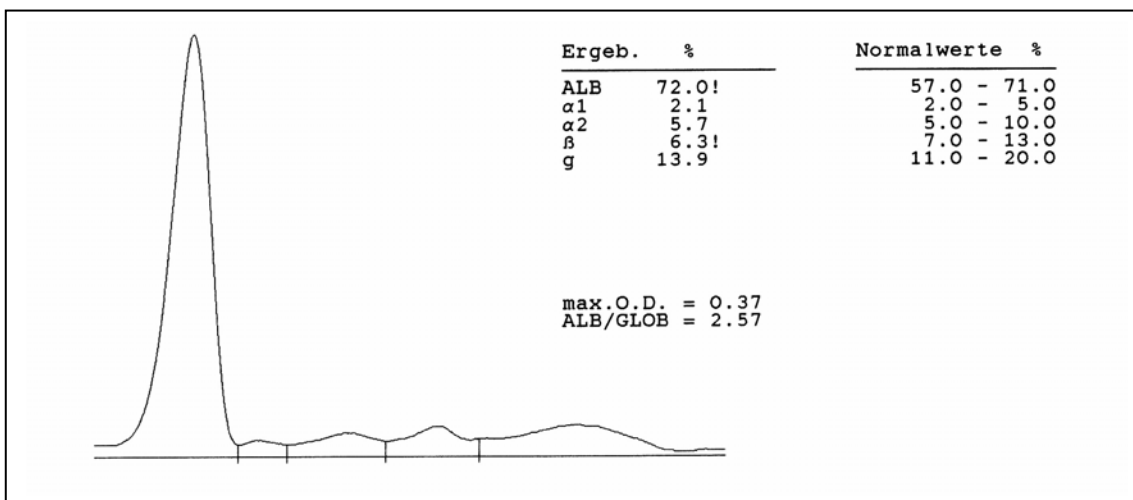 Ergeb. %
ALB 72.0!
α1 2.1
α2 5.7
ß 6.3!
g 13.9
Normalwerte %
57.0 - 71.0
2.0 - 5.0
5.0 - 10.0
7.0 - 13.0
11.0 - 20.0
max.O.D. = 0.37
ALB/GLOB = 2.57